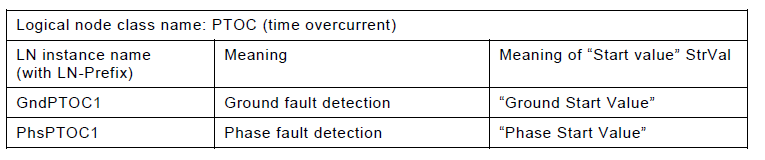 Logical node class name: PTOC (time overcurrent)
LN instance name (with LN-Prefix) Meaning Meaning of “Start value” StrVal
GndPTOC1 Ground fault detection “Ground Start Value”
PhsPTOC1 Phase fault detection “Phase Start Value”